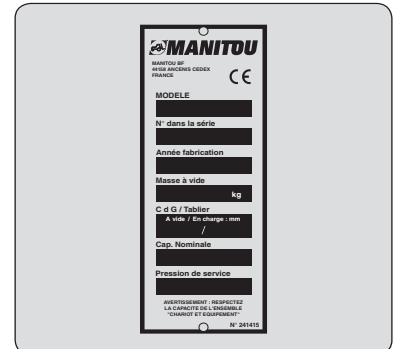 MANITOU
MANITOU BF
44158 ANCENIS CEDEX
FRANCE
CE
MODELE
N° dans la série
Année fabrication
Masse à vide
kg
C d G / Tablier
A vide / En charge : mm
/
Cap. Nominale
Pression de service
AVERTISSEMENT : RESPECTEZ
LA CAPACITE DE L'ENSEMBLE
"CHARIOT ET EQUIPEMENT"
N° 241415